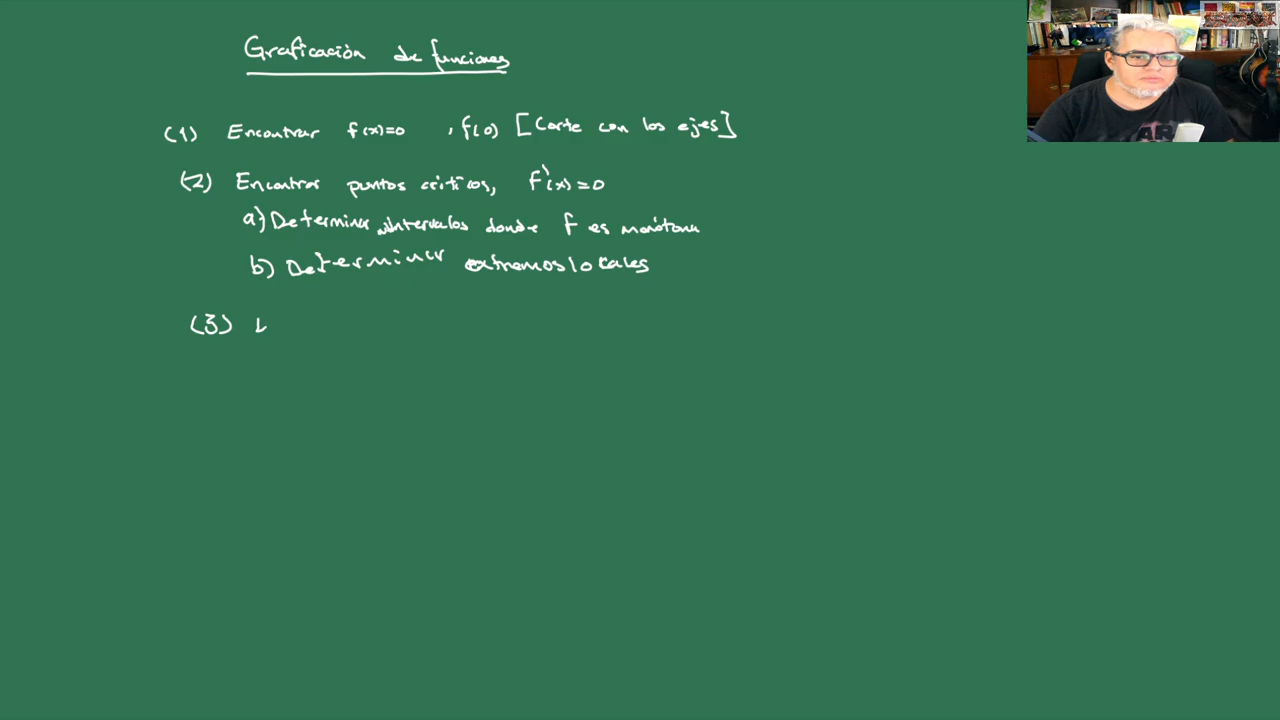 Graficación de funciones
(1) Encontrar f(x)=0 , f(0) [Corte con los ejes]
(2) Encontrar puntos críticos, f'(x)=0
a) Determinar intervalos donde f es monótona
b) Determinar extremos locales
(3)
AR